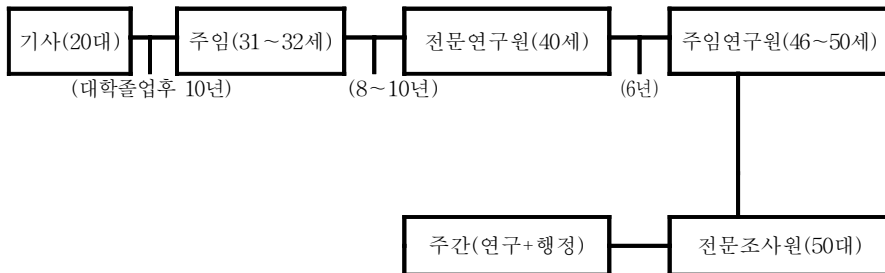 기사(20대) 주임(31~32세) 전문연구원(40세) 주임연구원(46~50세)
(대학졸업후 10년) (8~10년) (6년)
주간(연구+행정) 전문조사원(50대)